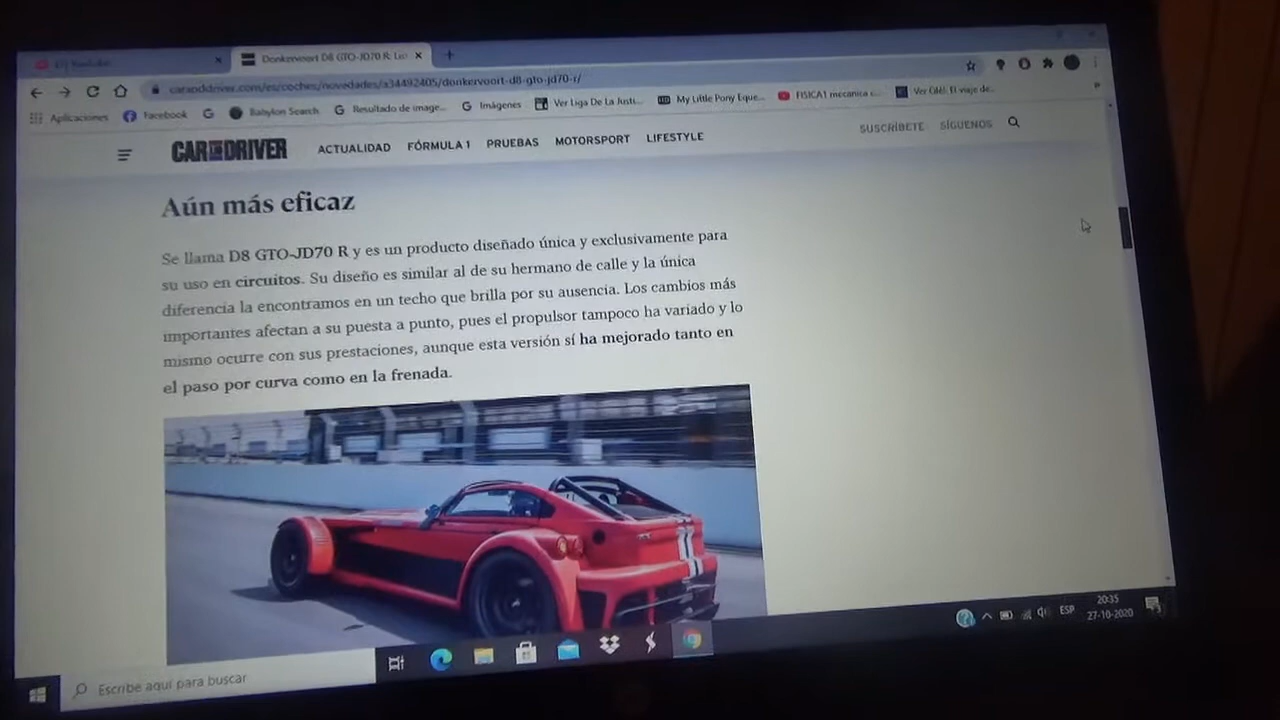 YouTube
Donkervoort D8 GTO-JD70 R: Les
caranddriver.com/es/coches/novedades/a34492405/donkervoort-d8-gto-jd70-r/
Aplicaciones Facebook Babylon Search Resultado de image... Imágenes Ver Liga De La Justi... My Little Pony Eque... FISICA1 mecanica c... Ver Olé! El viaje de...
CAR AND DRIVER ACTUALIDAD FÓRMULA 1 PRUEBAS MOTORSPORT LIFESTYLE SUSCRÍBETE SÍGUENOS
Aún más eficaz
Se llama D8 GTO-JD70 R y es un producto diseñado única y exclusivamente para
su uso en circuitos. Su diseño es similar al de su hermano de calle y la única
diferencia la encontramos en un techo que brilla por su ausencia. Los cambios más
importantes afectan a su puesta a punto, pues el propulsor tampoco ha variado y lo
mismo ocurre con sus prestaciones, aunque esta versión sí ha mejorado tanto en
el paso por curva como en la frenada.
Escribe aquí para buscar
ESP
20:35
27-10-2020